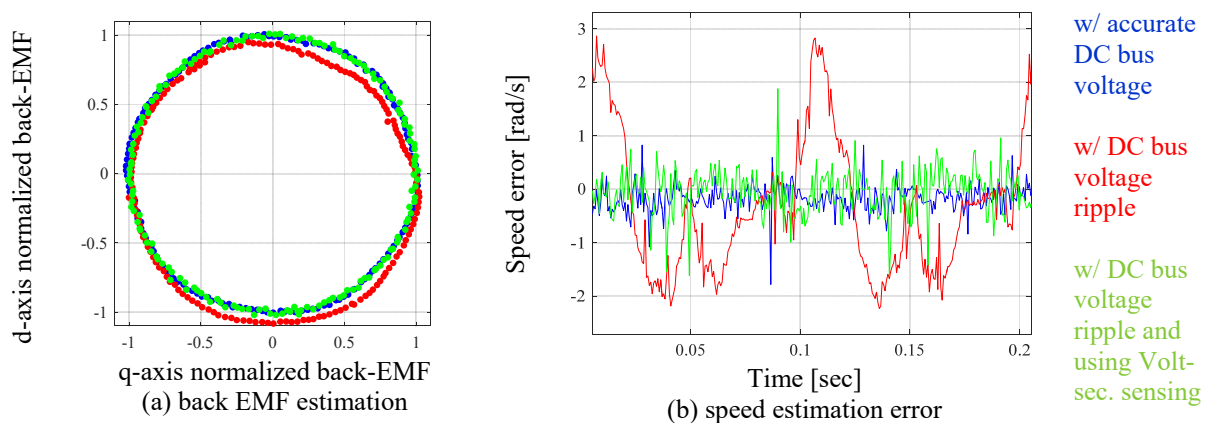 d-axis normalized back-EMF
1
0.5
0
-0.5
-1
-1
-0.5
0
0.5
1
q-axis normalized back-EMF
(a) back EMF estimation
Speed error [rad/s]
3
2
1
0
-1
-2
0.05
0.1
0.15
0.2
Time [sec]
(b) speed estimation error
w/ accurate
DC bus
voltage
w/ DC bus
voltage
ripple
w/ DC bus
voltage
ripple and
using Volt-
sec. sensing